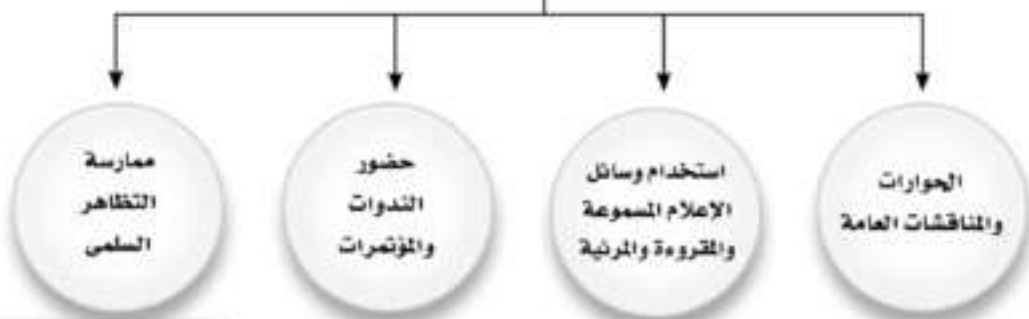 الحوارات
والمناقشات العامة
استخدام وسائل
الإعلام المسموعة
والمقروءة والمرئية
حضور
الندوات
والمؤتمرات
ممارسة
التظاهر
السلمى